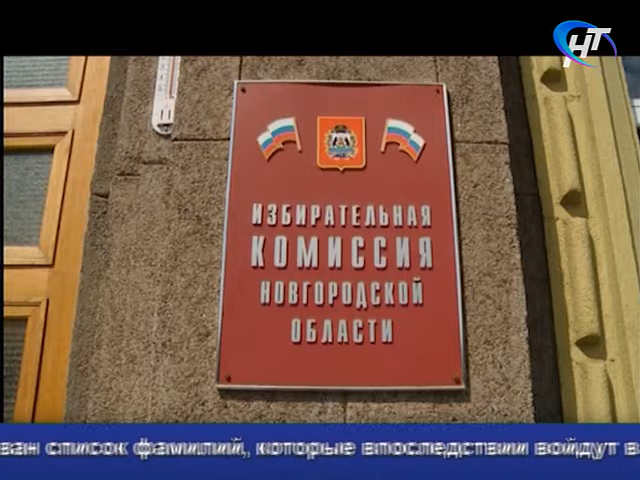 НТ
ИЗБИРАТЕЛЬНАЯ
КОМИССИЯ
НОВГОРОДСКОЙ
ОБЛАСТИ
ван список фамилий, которые впоследствии войдут в